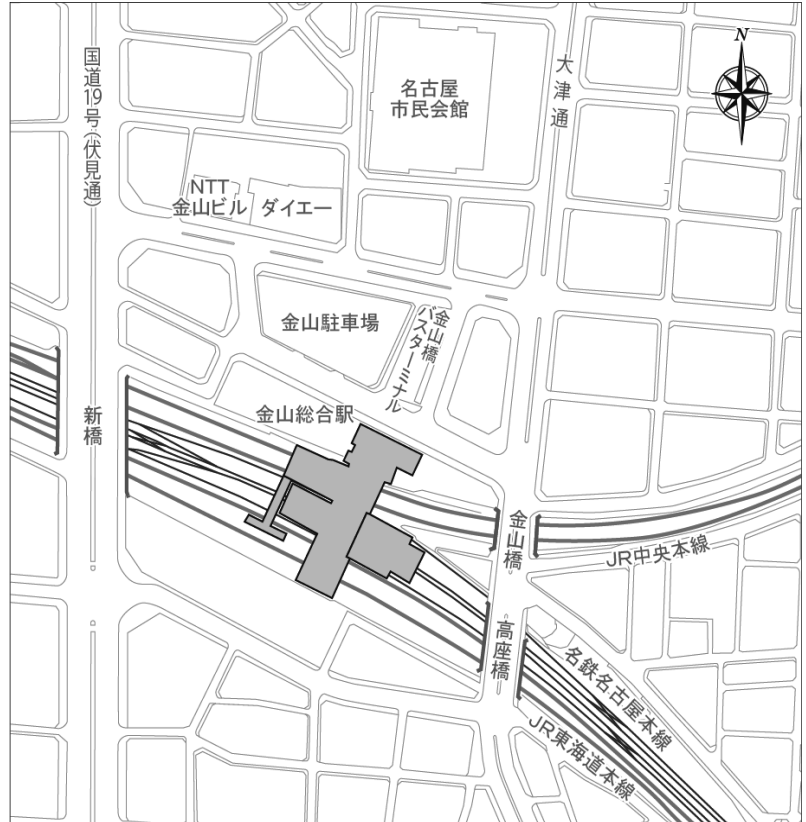 N
国道19号(伏見通)
名古屋
市民会館
大津通
NTT
金山ビル
ダイエー
金山駐車場
金山橋
バスターミナル
金山総合駅
新橋
金山橋
JR中央本線
高座橋
名鉄名古屋本線
JR東海道本線